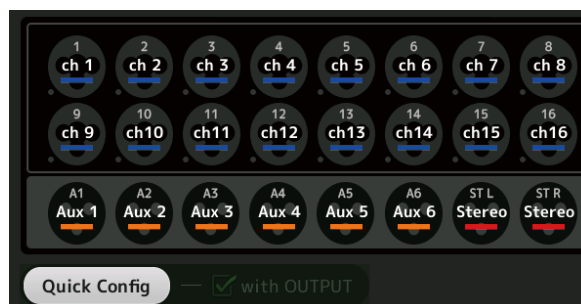 1 2 3 4 5 6 7 8
ch 1 ch 2 ch 3 ch 4 ch 5 ch 6 ch 7 ch 8
9 10 11 12 13 14 15 16
ch 9 ch10 ch11 ch12 ch13 ch14 ch15 ch16
A1 A2 A3 A4 A5 A6 ST L ST R
Aux 1 Aux 2 Aux 3 Aux 4 Aux 5 Aux 6 Stereo Stereo
Quick Config with OUTPUT